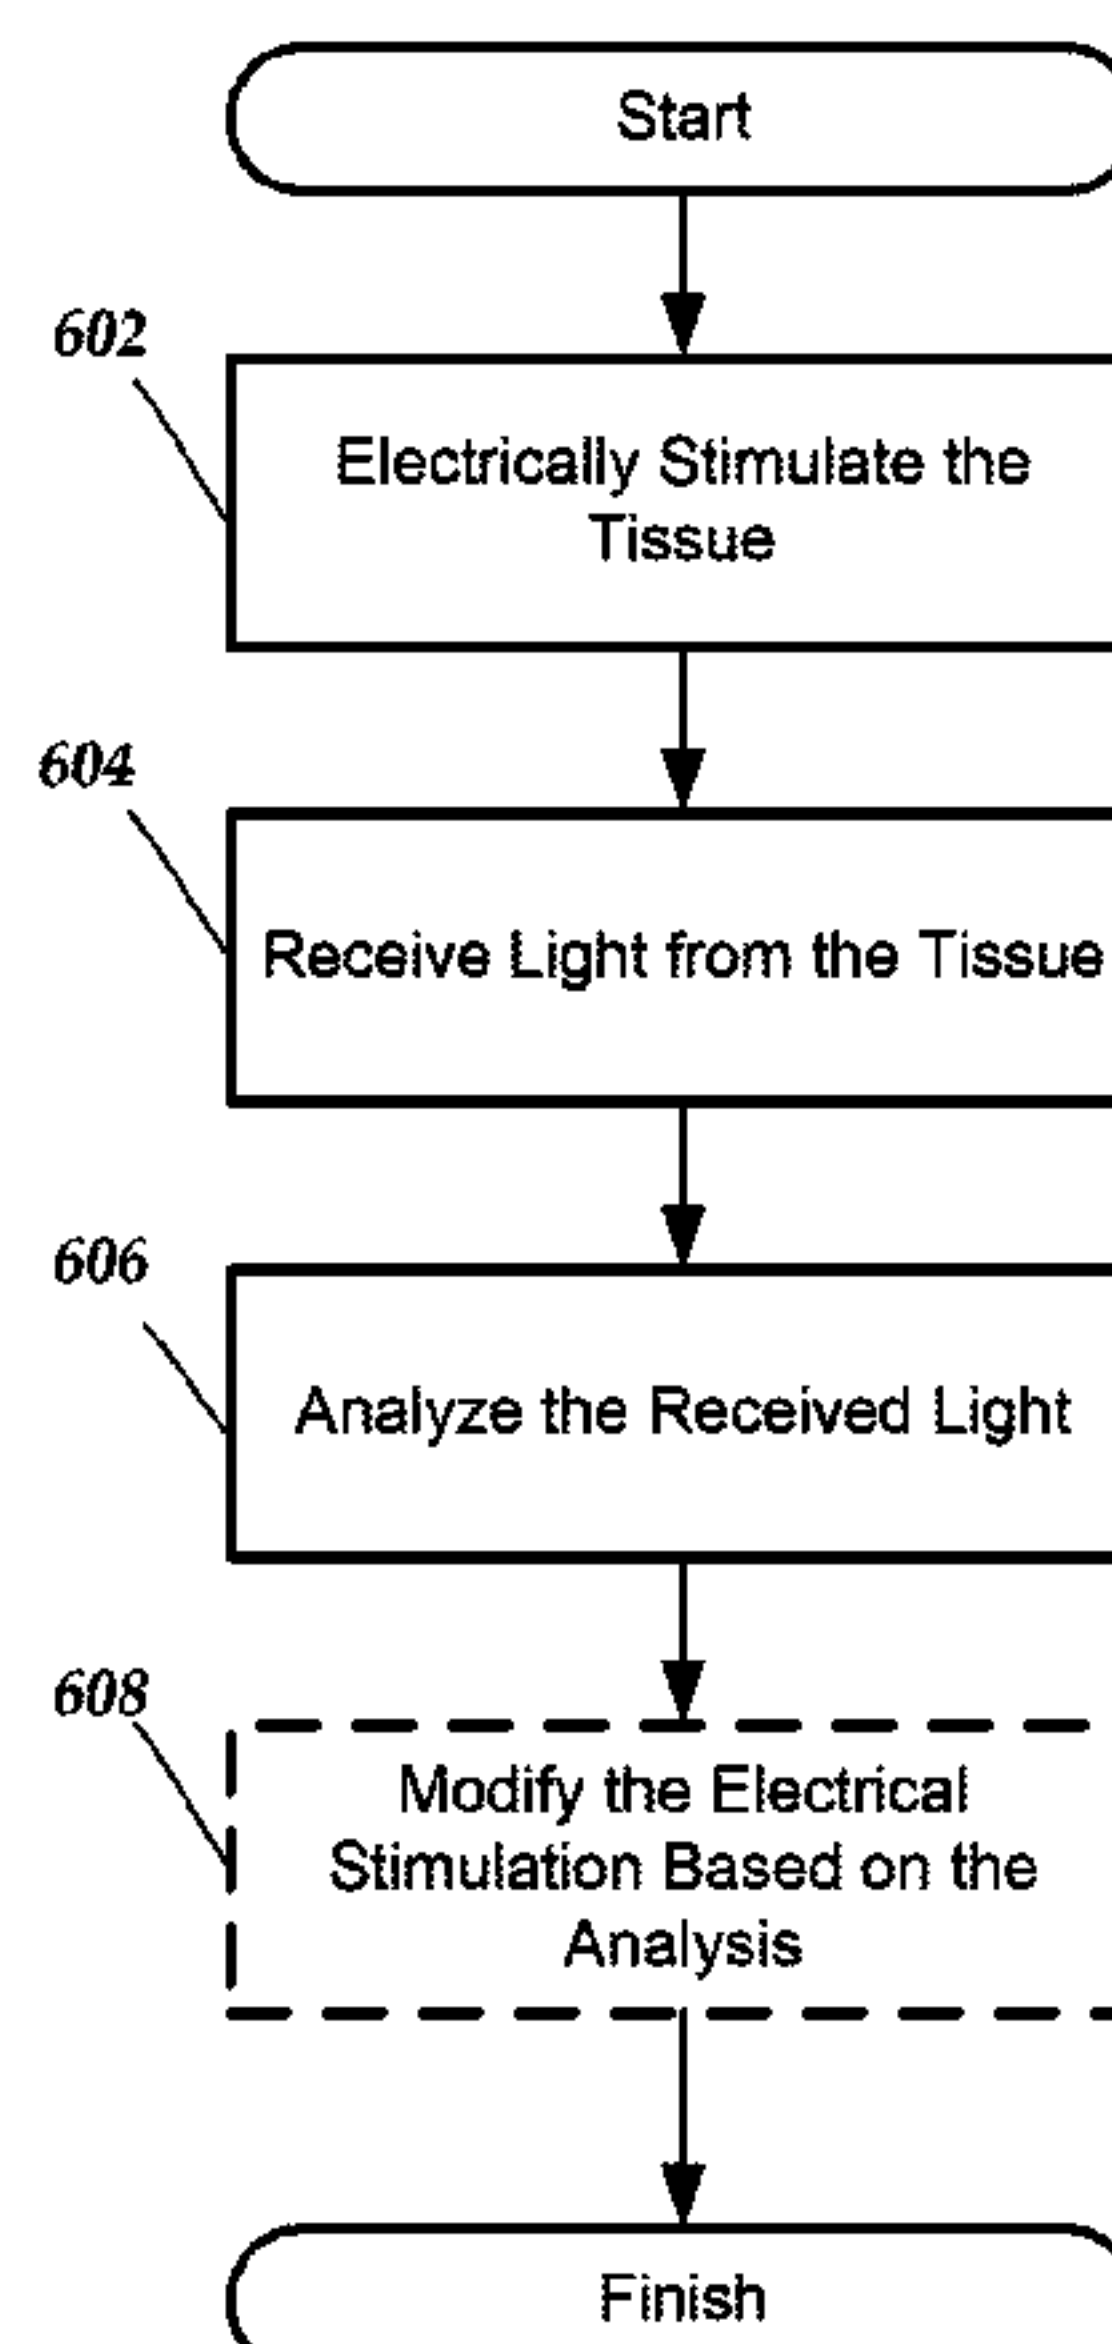 Start
602
Electrically Stimulate the
Tissue
604
Receive Light from the Tissue
606
Analyze the Received Light
608
Modify the Electrical
Stimulation Based on the
Analysis
Finish